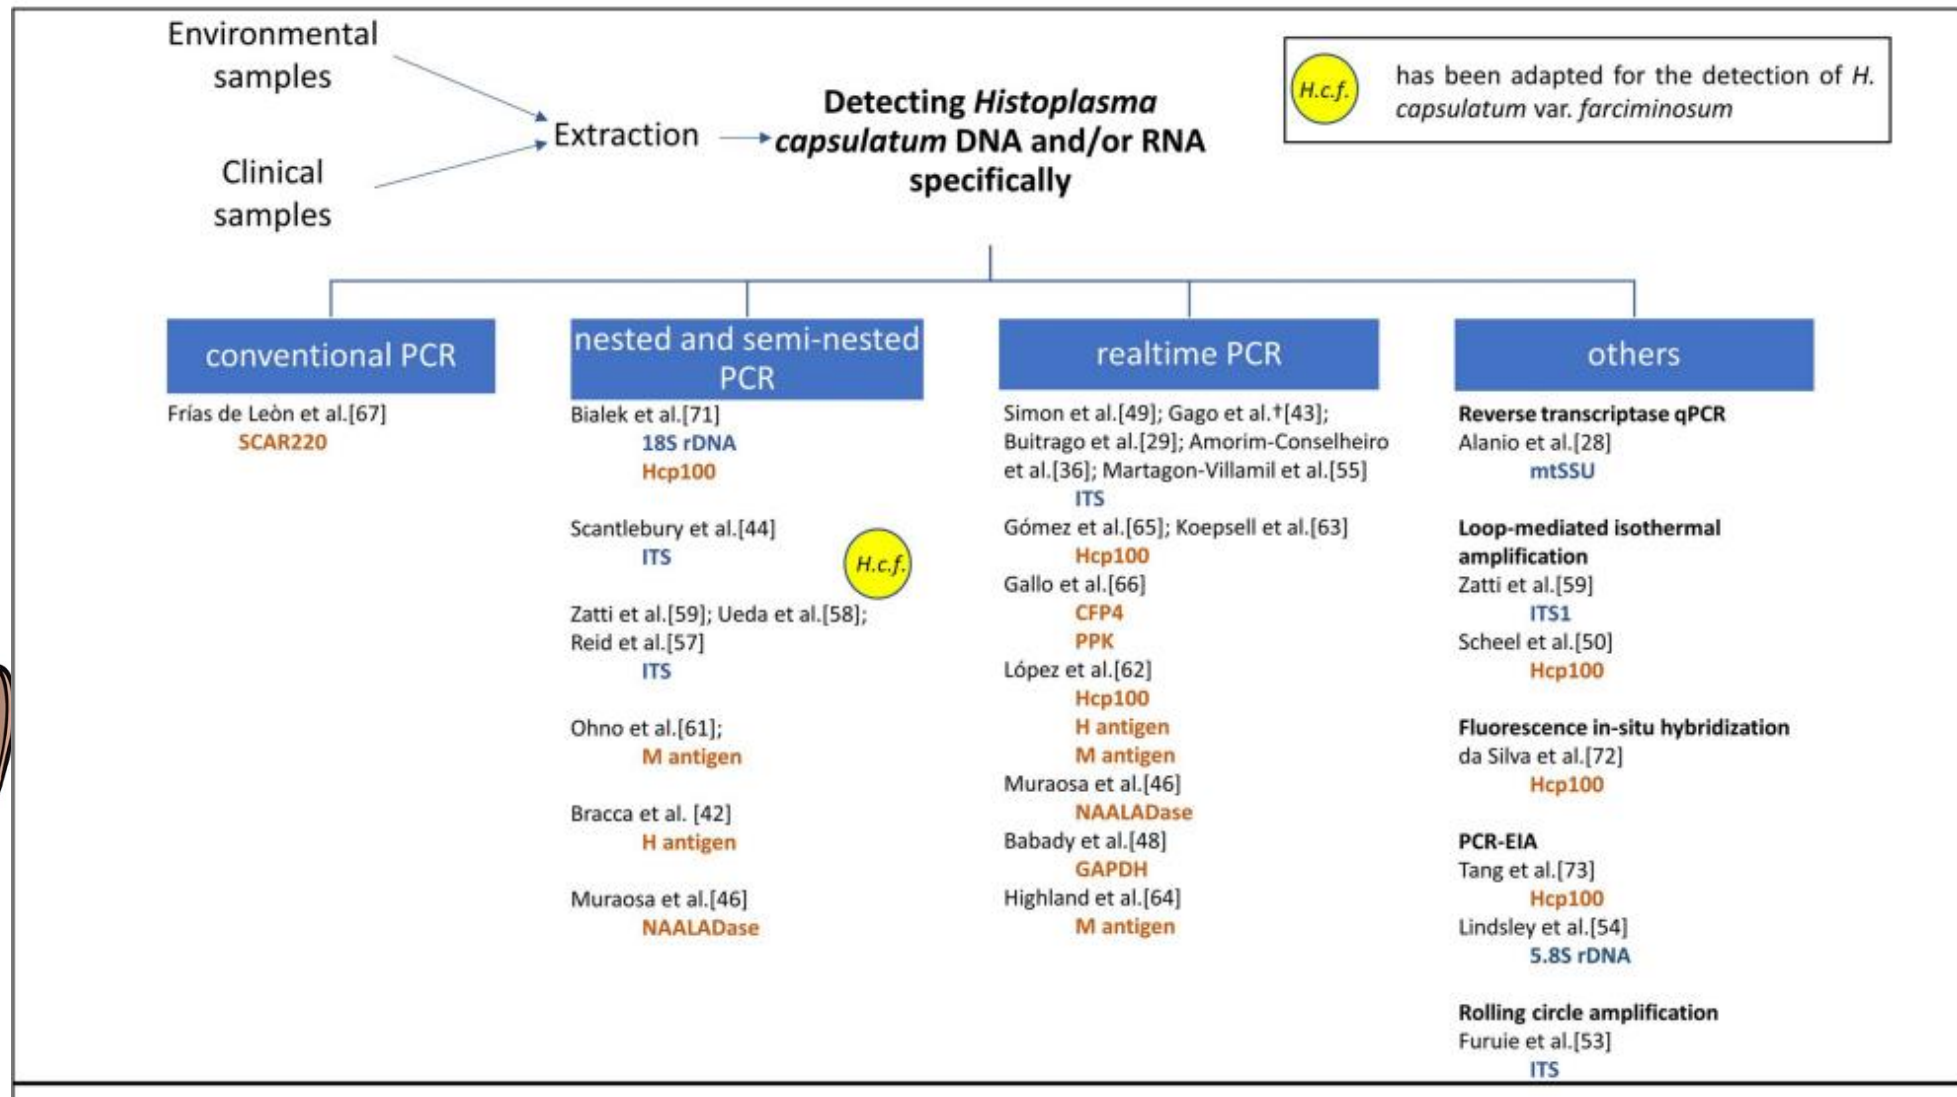 Environmental
samples
Clinical
samples
Extraction
Detecting Histoplasma
capsulatum DNA and/or RNA
specifically
H.c.f.
has been adapted for the detection of H.
capsulatum var. farciminosum
conventional PCR
Frías de Leòn et al.[67]
SCAR220
nested and semi-nested
PCR
Bialek et al.[71]
18S rDNA
Hcp100
Scantlebury et al.[44]
ITS
H.c.f.
Zatti et al.[59]; Ueda et al.[58];
Reid et al.[57]
ITS
Ohno et al.[61];
M antigen
Bracca et al. [42]
H antigen
Muraosa et al.[46]
NAALADase
realtime PCR
Simon et al.[49]; Gago et al.†[43];
Buitrago et al.[29]; Amorim-Conselheiro
et al.[36]; Martagon-Villamil et al.[55]
ITS
Gómez et al.[65]; Koepsell et al.[63]
Hcp100
Gallo et al.[66]
CFP4
PPK
López et al.[62]
Hcp100
H antigen
M antigen
Muraosa et al.[46]
NAALADase
Babady et al.[48]
GAPDH
Highland et al.[64]
M antigen
others
Reverse transcriptase qPCR
Alanio et al.[28]
mtSSU
Loop-mediated isothermal
amplification
Zatti et al.[59]
ITS1
Scheel et al.[50]
Hcp100
Fluorescence in-situ hybridization
da Silva et al.[72]
Hcp100
PCR-EIA
Tang et al.[73]
Hcp100
Lindsley et al.[54]
5.8S rDNA
Rolling circle amplification
Furuie et al.[53]
ITS